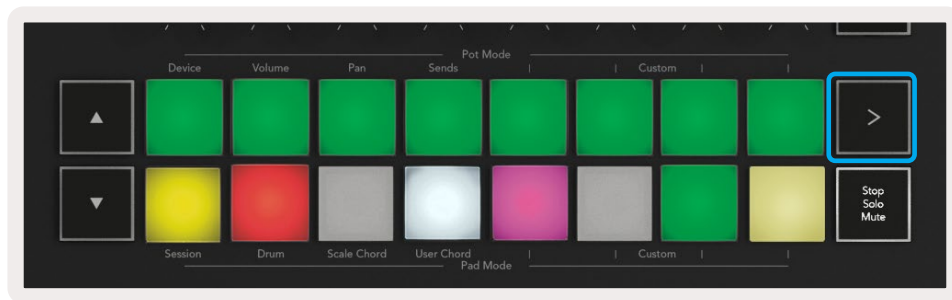 Pot Mode
Device Volume Pan Sends Custom
▲ >
▼ Stop
Solo
Mute
Session Drum Scale Chord User Chord Custom
Pad Mode